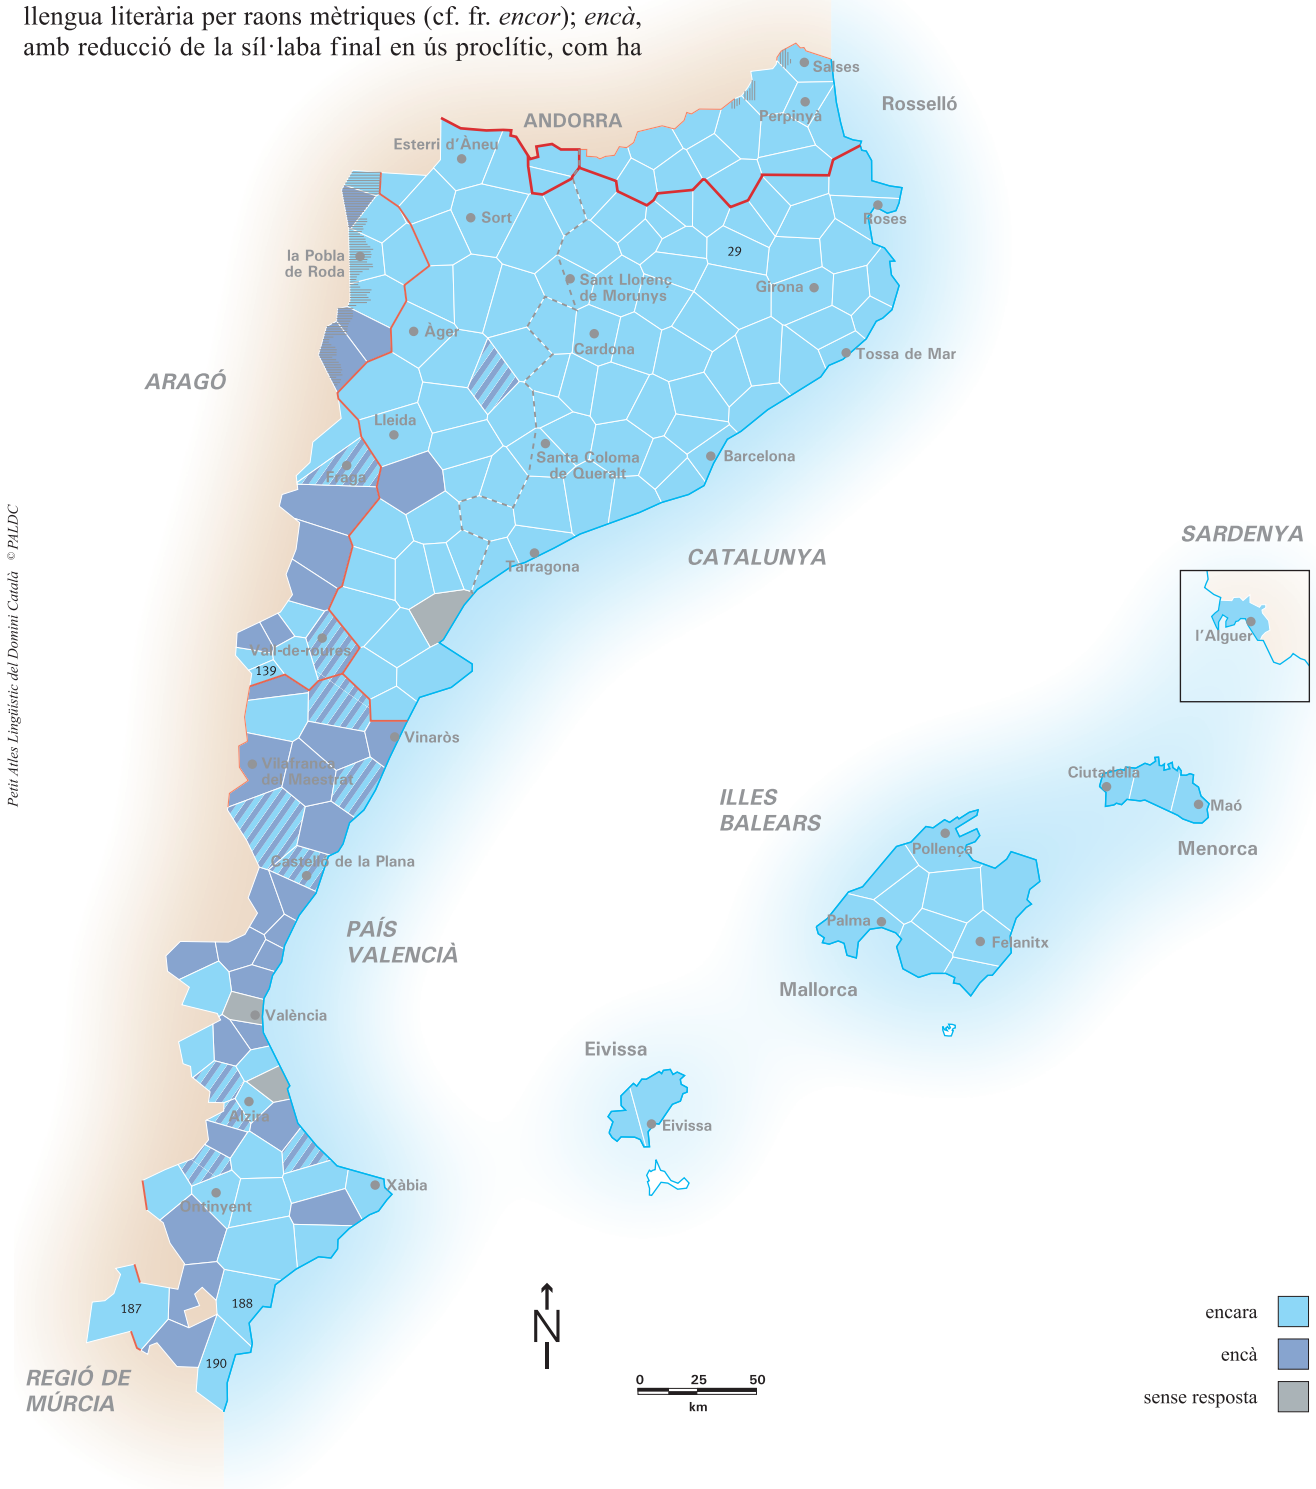 llengua literària per raons mètriques (cf. fr. encor); encà,
amb reducció de la síl·laba final en ús proclític, com ha
Salses
Rosselló
Perpinyà
ANDORRA
Esterri d'Àneu
Sort
Roses
29
la Pobla
de Roda
Sant Llorenç
de Morunys
Girona
Àger
Cardona
Tossa de Mar
ARAGÓ
Lleida
Santa Coloma
de Queralt
Barcelona
Fraga
CATALUNYA
Tarragona
SARDENYA
l'Alguer
Petit Atles Lingüístic del Domini Català © PALDC
Vall-de-roures
139
Vinaròs
Vilafranca
del Maestrat
Ciutadella
Maó
Menorca
ILLES
BALEARS
Pollença
Castelló de la Plana
Palma
Felanitx
PAÍS
VALENCIÀ
Mallorca
València
Eivissa
Eivissa
Alzira
Xàbia
Ontinyent
187
188
190
REGIÓ DE
MÚRCIA
N
0 25 50
km
encara
encà
sense resposta